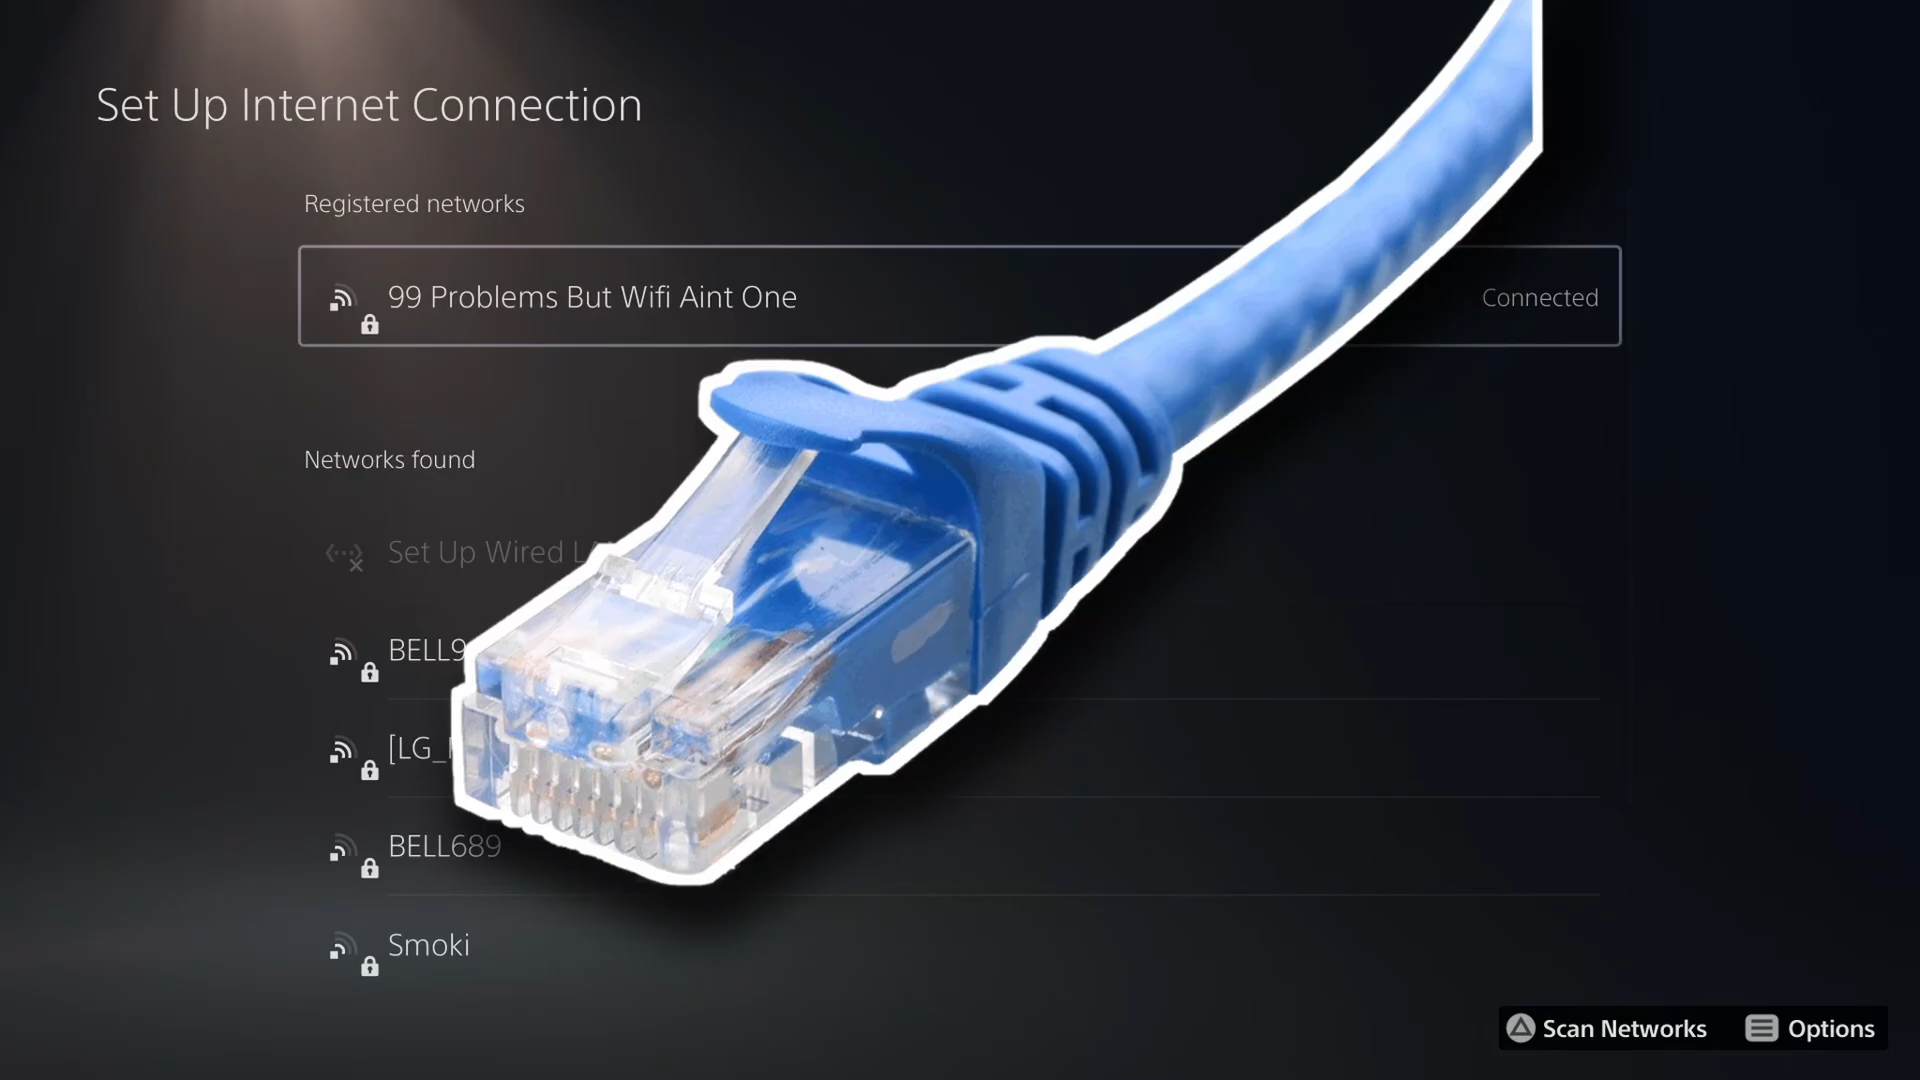 Set Up Internet Connection
Registered networks
99 Problems But Wifi Aint One
Connected
Networks found
Set Up Wired
BELL9
[LG_
BELL689
Smoki
Scan Networks
Options